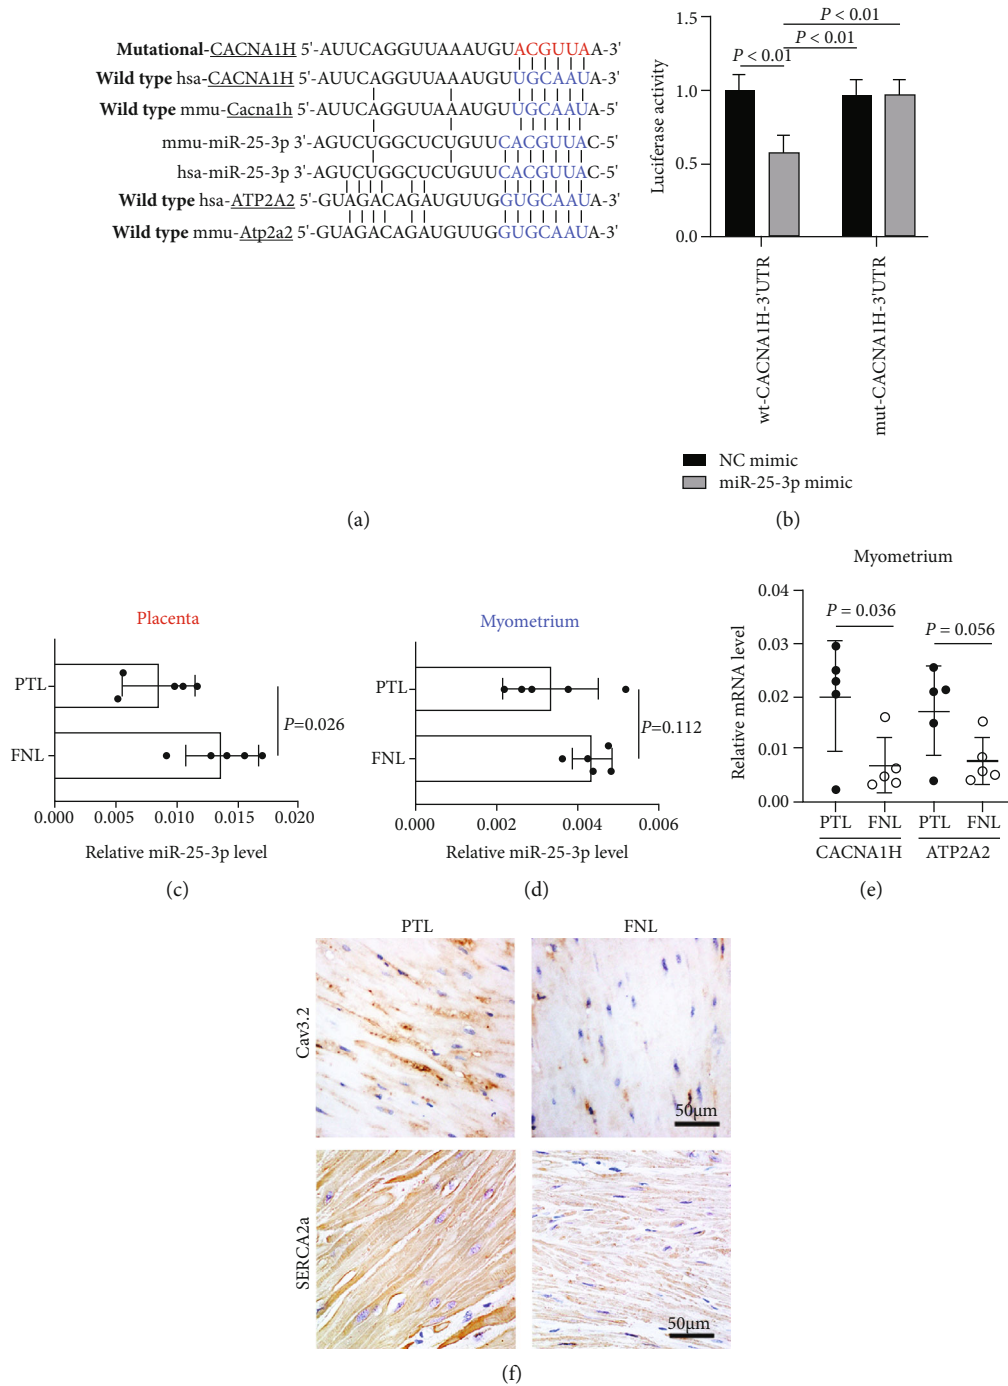 Mutational-CACNA1H 5'-AUUCAGGUUAAAUGUACGUUAA-3'
Wild type hsa-CACNA1H 5'-AUUCAGGUUAAAUGUUGCAAUA-3'
Wild type mmu-Cacna1h 5'-AUUCAGGUUAAAUGUUGCAAUA-5'
mmu-miR-25-3p 3'-AGUCUGGCUCUGUUCACGUUAC-5'
hsa-miR-25-3p 3'-AGUCUGGCUCUGUUCACGUUAC-5'
Wild type hsa-ATP2A2 5'-GUAGACAGAUGUUGGUGCAAUA-3'
Wild type mmu-Atp2a2 5'-GUAGACAGAUGUUGGUGCAAUA-3'
(a)
Luciferase activity
1.5
1.0
0.5
0.0
P < 0.01
P < 0.01
P < 0.01
wt-CACNA1H-3'UTR
mut-CACNA1H-3'UTR
NC mimic
miR-25-3p mimic
(b)
Placenta
PTL
FNL
P=0.026
0.000 0.005 0.010 0.015 0.020
Relative miR-25-3p level
(c)
Myometrium
PTL
FNL
P=0.112
0.000 0.002 0.004 0.006
Relative miR-25-3p level
(d)
Myometrium
Relative mRNA level
0.04
0.03
0.02
0.01
0.00
P = 0.036
P = 0.056
PTL FNL PTL FNL
CACNA1H ATP2A2
(e)
PTL FNL
Cav3.2
50μm
SERCA2a
50μm
(f)